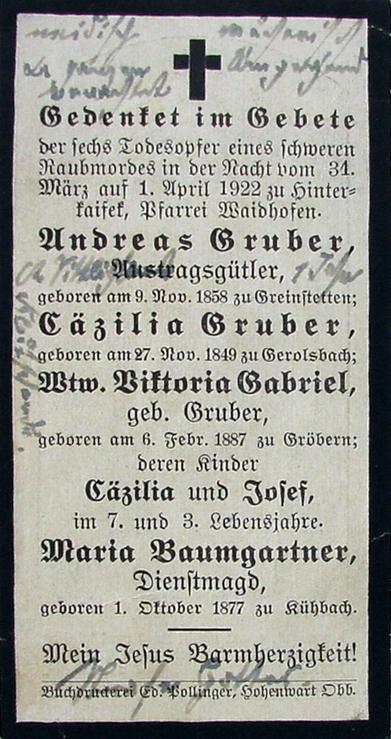 neidisch
Gedenket im Gebete
der sechs Todesopfer eines schweren
Raubmordes in der Nacht vom 31.
März auf 1. April 1922 zu Hinter-
kaifek, Pfarrei Waidhofen.
Andreas Gruber,
Austragsgütler,
geboren am 9. Nov. 1858 zu Greinstetten;
Cäzilia Gruber,
geboren am 27. Nov. 1849 zu Gerolsbach;
Wtw. Viktoria Gabriel,
geb. Gruber,
geboren am 6. Febr. 1887 zu Gröbern;
deren Kinder
Cäzilia und Josef,
im 7. und 3. Lebensjahre.
Maria Baumgartner,
Dienstmagd,
geboren 1. Oktober 1877 zu Kühbach.
Mein Jesus Barmherzigkeit!
Buchdruckerei Ed. Pollinger, Hohenwart Obb.